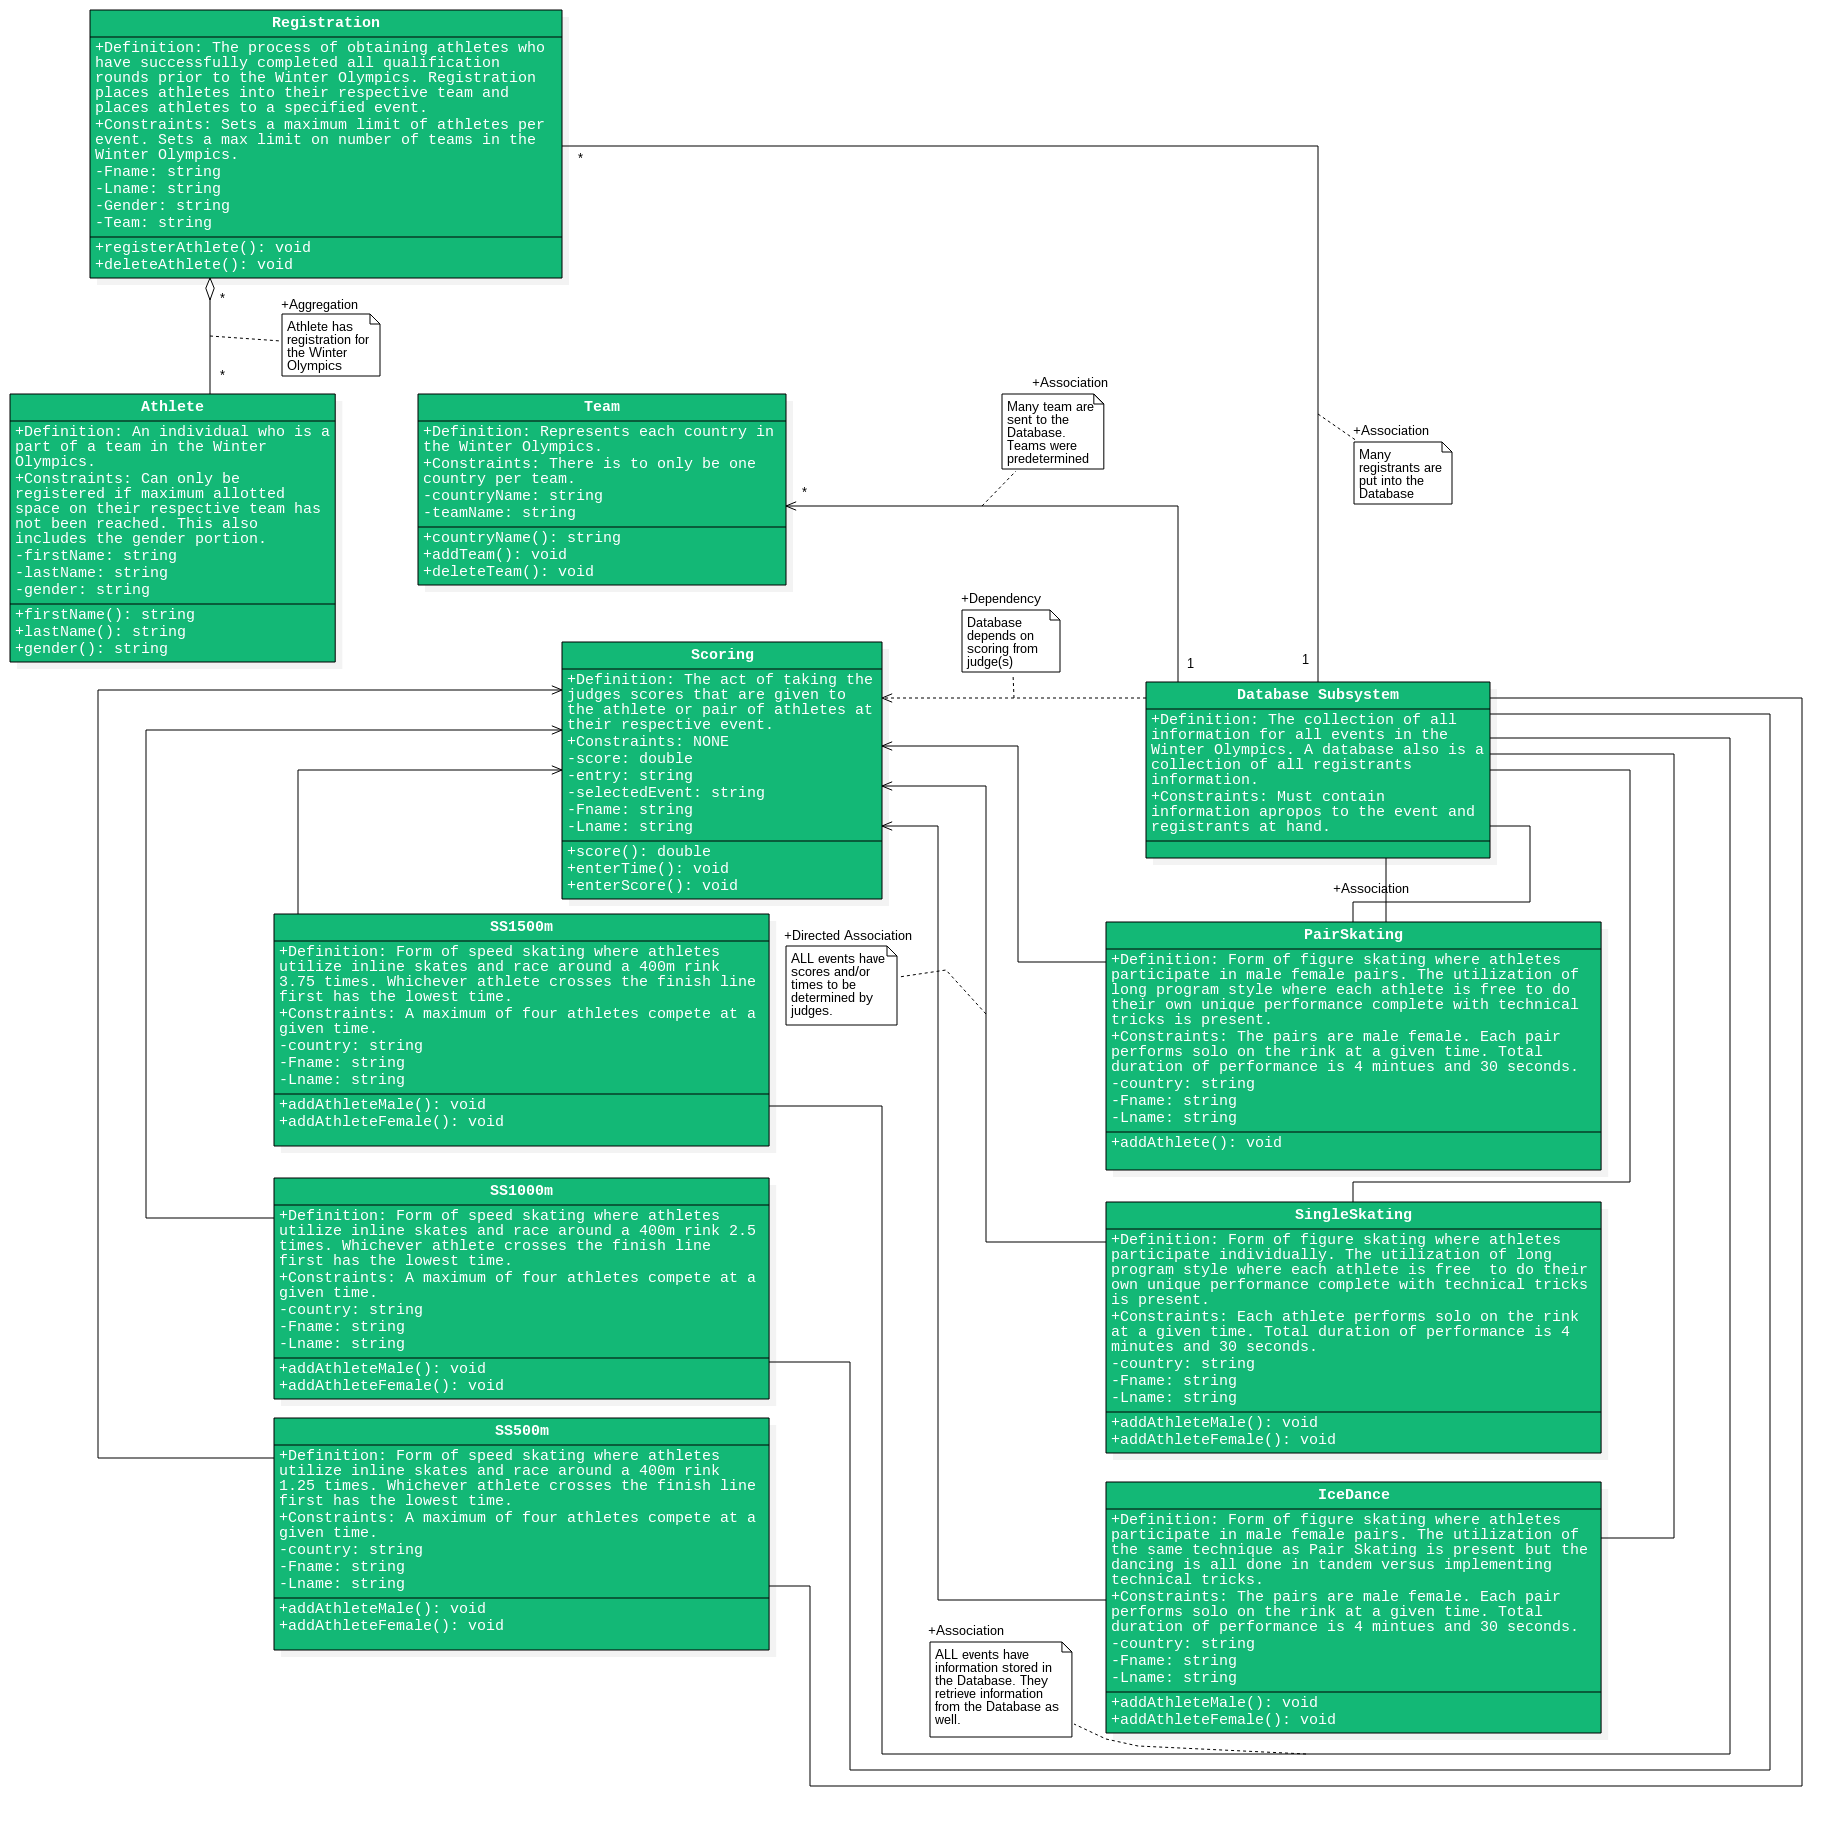 Registration
+Definition: The process of obtaining athletes who
have successfully completed all qualification
rounds prior to the Winter Olympics. Registration
places athletes into their respective team and
places athletes to a specified event.
+Constraints: Sets a maximum limit of athletes per
event. Sets a max limit on number of teams in the
Winter Olympics.
-Fname: string
-Lname: string
-Gender: string
-Team: string
+registerAthlete(): void
+deleteAthlete(): void
*
*
+Aggregation
Athlete has
registration for
the Winter
Olympics
*
Athlete
+Definition: An individual who is a
part of a team in the Winter
Olympics.
+Constraints: Can only be
registered if maximum allotted
space on their respective team has
not been reached. This also
includes the gender portion.
-firstName: string
-lastName: string
-gender: string
+firstName(): string
+lastName(): string
+gender(): string
Team
+Definition: Represents each country in
the Winter Olympics.
+Constraints: There is to only be one
country per team.
-countryName: string
-teamName: string
+countryName(): string
+addTeam(): void
+deleteTeam(): void
*
+Association
Many team are
sent to the
Database.
Teams were
predetermined
+Association
Many
registrants are
put into the
Database
+Dependency
Database
depends on
scoring from
judge(s)
1
1
Scoring
+Definition: The act of taking the
judges scores that are given to
the athlete or pair of athletes at
their respective event.
+Constraints: NONE
-score: double
-entry: string
-selectedEvent: string
-Fname: string
-Lname: string
+score(): double
+enterTime(): void
+enterScore(): void
Database Subsystem
+Definition: The collection of all
information for all events in the
Winter Olympics. A database also is a
collection of all registrants
information.
+Constraints: Must contain
information apropos to the event and
registrants at hand.
+Association
SS1500m
+Definition: Form of speed skating where athletes
utilize inline skates and race around a 400m rink
3.75 times. Whichever athlete crosses the finish line
first has the lowest time.
+Constraints: A maximum of four athletes compete at a
given time.
-country: string
-Fname: string
-Lname: string
+addAthleteMale(): void
+addAthleteFemale(): void
+Directed Association
ALL events have
scores and/or
times to be
determined by
judges.
PairSkating
+Definition: Form of figure skating where athletes
participate in male female pairs. The utilization of
long program style where each athlete is free to do
their own unique performance complete with technical
tricks is present.
+Constraints: The pairs are male female. Each pair
performs solo on the rink at a given time. Total
duration of performance is 4 mintues and 30 seconds.
-country: string
-Fname: string
-Lname: string
+addAthlete(): void
SS1000m
+Definition: Form of speed skating where athletes
utilize inline skates and race around a 400m rink 2.5
times. Whichever athlete crosses the finish line
first has the lowest time.
+Constraints: A maximum of four athletes compete at a
given time.
-country: string
-Fname: string
-Lname: string
+addAthleteMale(): void
+addAthleteFemale(): void
SingleSkating
+Definition: Form of figure skating where athletes
participate individually. The utilization of long
program style where each athlete is free  to do their
own unique performance complete with technical tricks
is present.
+Constraints: Each athlete performs solo on the rink
at a given time. Total duration of performance is 4
minutes and 30 seconds.
-country: string
-Fname: string
-Lname: string
+addAthleteMale(): void
+addAthleteFemale(): void
SS500m
+Definition: Form of speed skating where athletes
utilize inline skates and race around a 400m rink
1.25 times. Whichever athlete crosses the finish line
first has the lowest time.
+Constraints: A maximum of four athletes compete at a
given time.
-country: string
-Fname: string
-Lname: string
+addAthleteMale(): void
+addAthleteFemale(): void
IceDance
+Definition: Form of figure skating where athletes
participate in male female pairs. The utilization of
the same technique as Pair Skating is present but the
dancing is all done in tandem versus implementing
technical tricks.
+Constraints: The pairs are male female. Each pair
performs solo on the rink at a given time. Total
duration of performance is 4 mintues and 30 seconds.
-country: string
-Fname: string
-Lname: string
+addAthleteMale(): void
+addAthleteFemale(): void
+Association
ALL events have
information stored in
the Database. They
retrieve information
from the Database as
well.